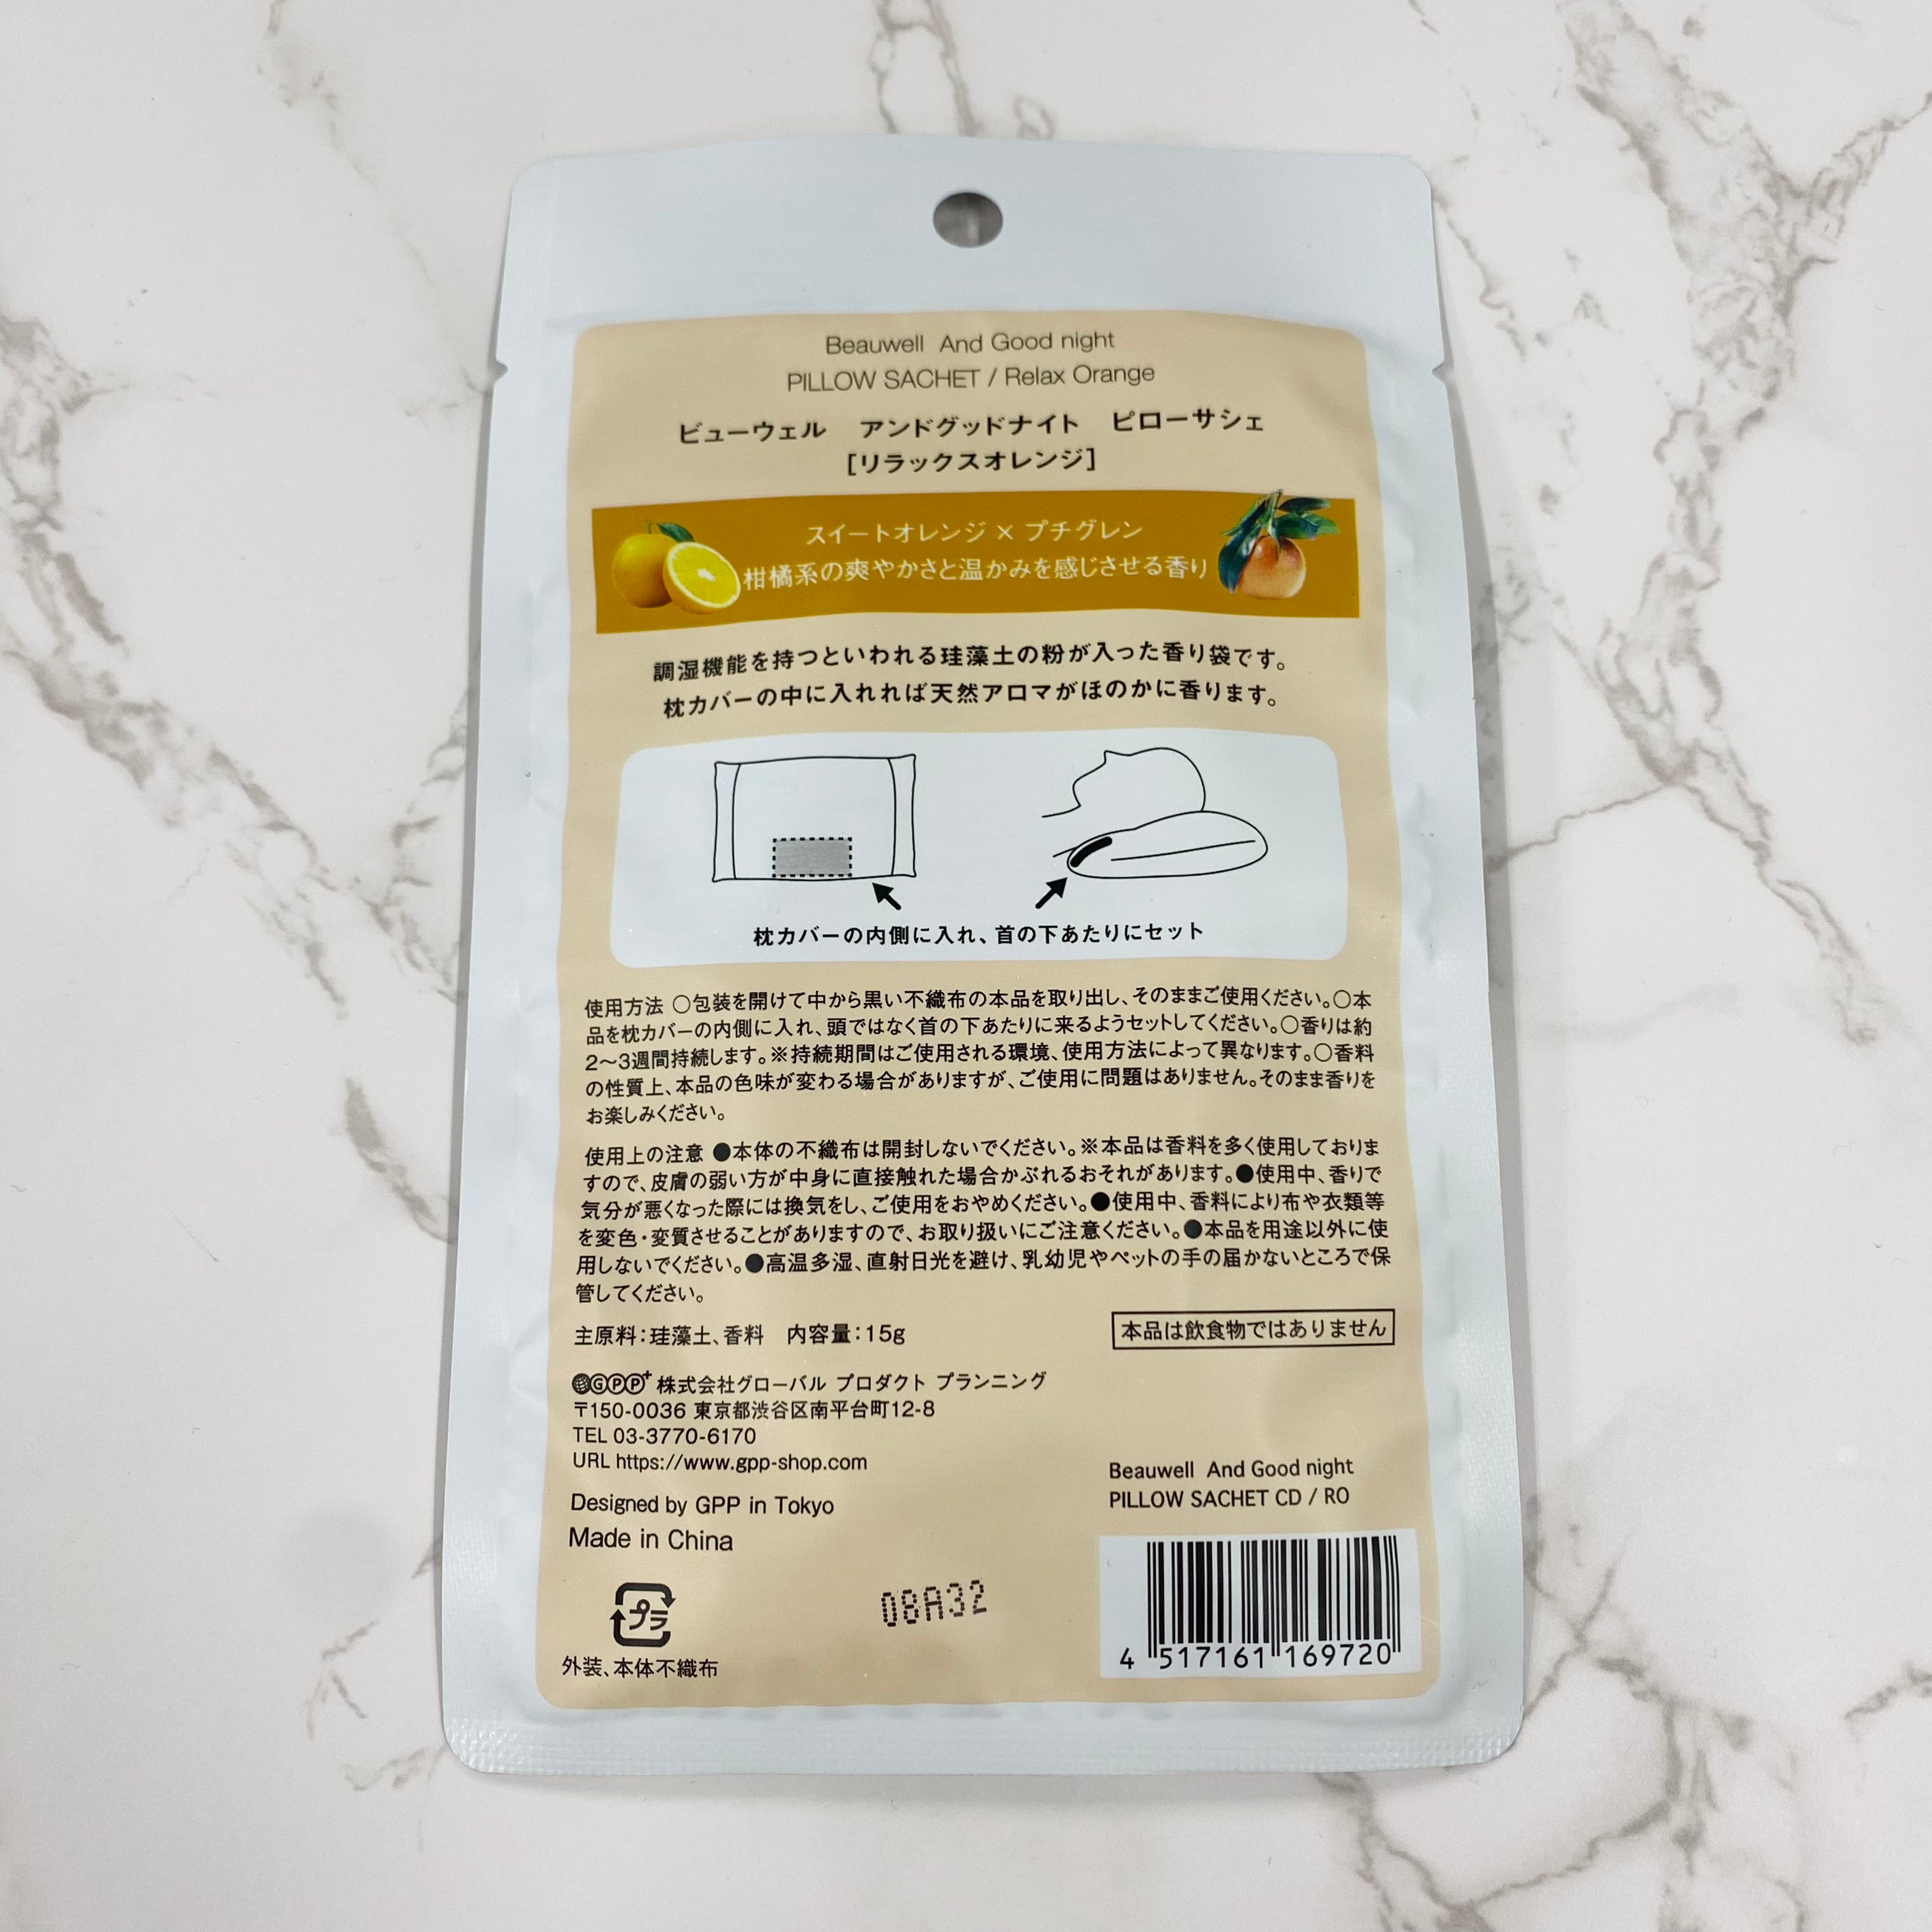 Beauwell And Good night
PILLOW SACHET / Relax Orange
ビューウェル アンドグッドナイト ピローサシェ
[リラックスオレンジ]
スイートオレンジ × プチグレン
柑橘系の爽やかさと温かみを感じさせる香り
調湿機能を持つといわれる珪藻土の粉が入った香り袋です。
枕カバーの中に入れれば天然アロマがほのかに香ります。
枕カバーの内側に入れ、首の下あたりにセット
使用方法 ○包装を開けて中から黒い不織布の本品を取り出し、そのままご使用ください。○本
品を枕カバーの内側に入れ、頭ではなく首の下あたりに来るようセットしてください。○香りは約
2〜3週間持続します。※持続期間はご使用される環境、使用方法によって異なります。○香料
の性質上、本品の色味が変わる場合がありますが、ご使用に問題はありません。そのまま香りを
お楽しみください。
使用上の注意 ●本体の不織布は開封しないでください。※本品は香料を多く使用しておりま
すので、皮膚の弱い方が中身に直接触れた場合かぶれるおそれがあります。●使用中、香りで
気分が悪くなった際には換気をし、ご使用をおやめください。●使用中、香料により布や衣類等
を変色・変質させることがありますので、お取り扱いにご注意ください。●本品を用途以外に使
用しないでください。●高温多湿、直射日光を避け、乳幼児やペットの手の届かないところで保
管してください。
主原料：珪藻土、香料 内容量：15g
本品は飲食物ではありません
GPP+ 株式会社グローバル プロダクト プランニング
〒150-0036 東京都渋谷区南平台町12-8
TEL 03-3770-6170
URL https://www.gpp-shop.com
Designed by GPP in Tokyo
Made in China
Beauwell And Good night
PILLOW SACHET CD / RO
プラ
外装、本体不織布
08A32
4 517161 169720